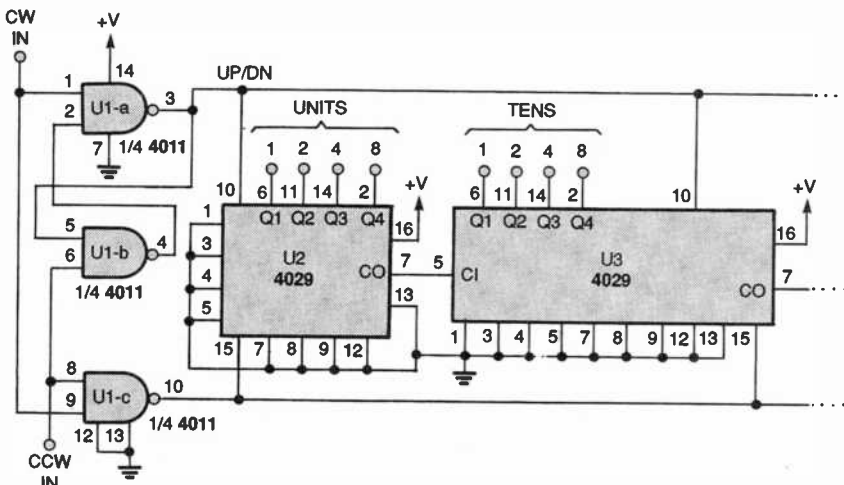 CW
IN
+V
14
UP/DN
1
U1-a
3
2
UNITS
TENS
7
1/4 4011
1 2 4 8
1 2 4 8
10
6 11 14 2
+V
6 11 14 2
10
+V
1
Q1 Q2 Q3 Q4
16
Q1 Q2 Q3 Q4
16
5
U1-b
4
3
U2
4029
7
CO
5
CI
U3
4029
7
CO
6
1/4 4011
4
13
5
15 7 8 9 12
1 3 4 5 7 8 9 12 13 15
8
U1-c
10
9
1/4 4011
12 13
CCW
IN